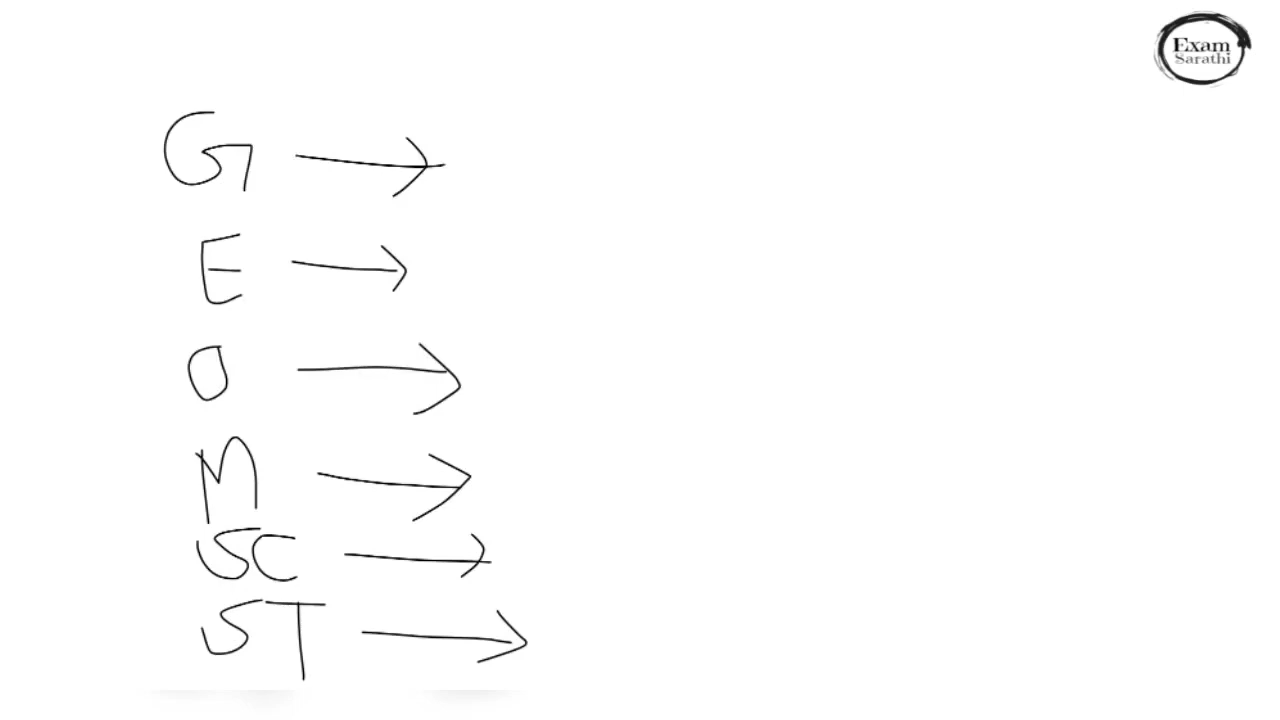 Exam
Sarathi
G →
E →
O →
M →
SC →
ST →